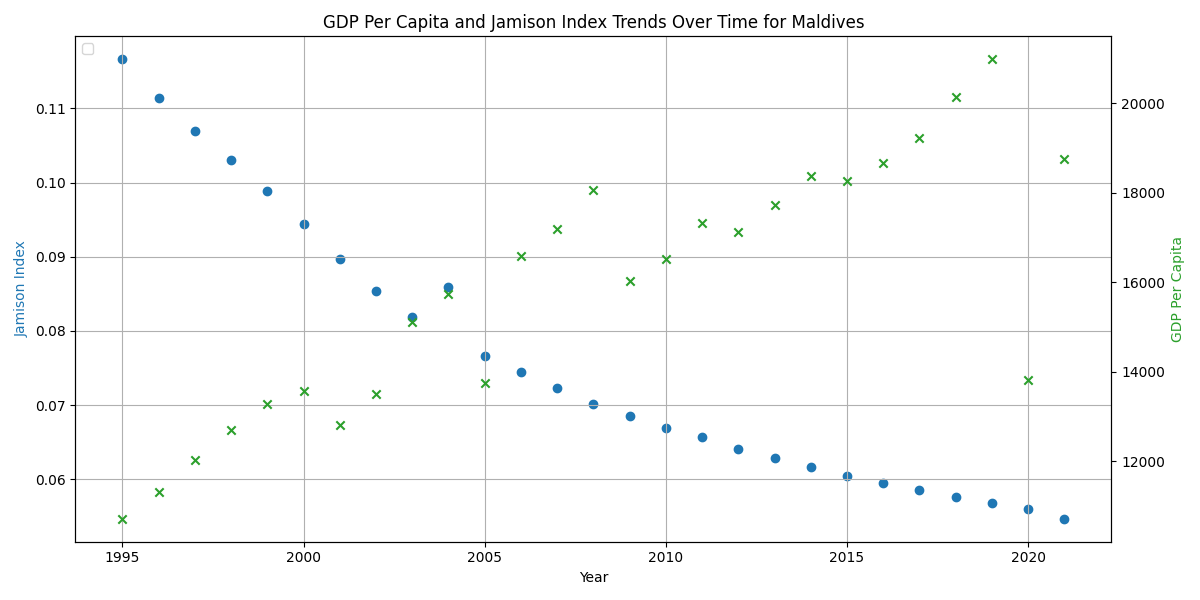 GDP Per Capita and Jamison Index Trends Over Time for Maldives
Jamison Index
0.11
0.10
0.09
0.08
0.07
0.06
20000
18000
16000
14000
12000
GDP Per Capita
1995 2000 2005 2010 2015 2020
Year